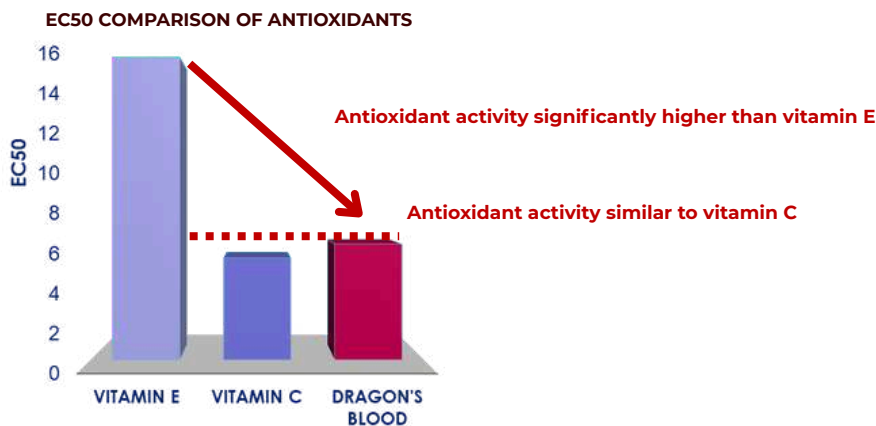 EC50 COMPARISON OF ANTIOXIDANTS
16
14
12
10
8
6
4
2
0
EC50
Antioxidant activity significantly higher than vitamin E
Antioxidant activity similar to vitamin C
VITAMIN E
VITAMIN C
DRAGON'S
BLOOD